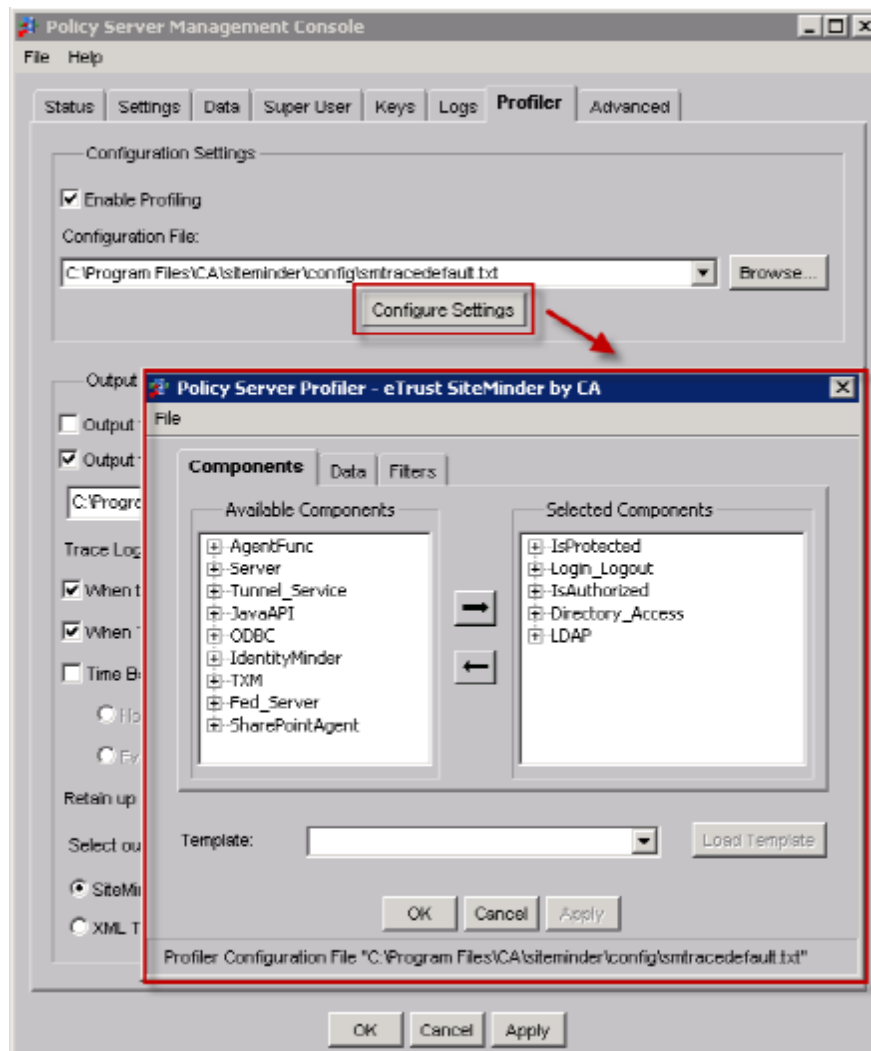 Policy Server Management Console
File Help
Status Settings Data Super User Keys Logs Profiler Advanced
Configuration Settings
Enable Profiling
Configuration File:
C:\Program Files\CA\siteminder\config\smtracedefault.txt Browse...
Configure Settings
Output
Policy Server Profiler - eTrust SiteMinder by CA
Output
File
Output
Components Data Filters
C:\Progra
Available Components Selected Components
AgentFunc IsProtected
Server Login_Logout
Trace Log
Tunnel_Service IsAuthorized
When t
JavaAPI Directory_Access
ODBC LDAP
When
IdentityMinder
TXM
Time B
Fed_Server
Ho
SharePointAgent
Ev
Retain up
Select ou
Template: Load Template
SiteMi
OK Cancel Apply
XML T
Profiler Configuration File "C:\Program Files\CA\siteminder\config\smtracedefault.txt"
OK Cancel Apply